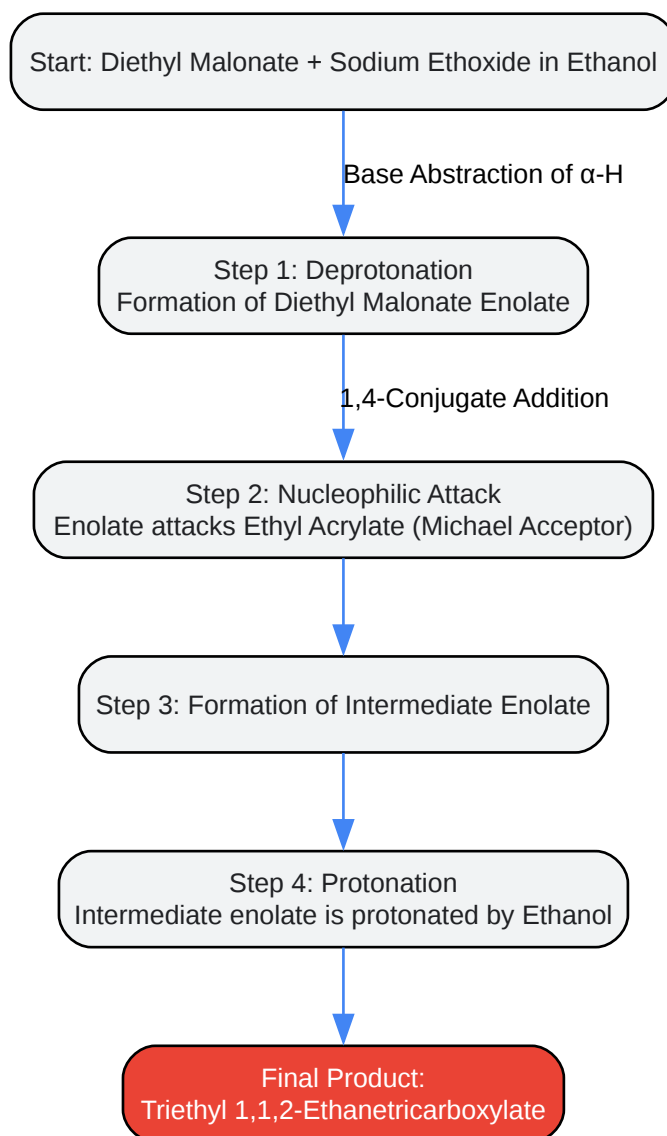 Start: Diethyl Malonate + Sodium Ethoxide in Ethanol
Base Abstraction of α-H
Step 1: Deprotonation
Formation of Diethyl Malonate Enolate
1,4-Conjugate Addition
Step 2: Nucleophilic Attack
Enolate attacks Ethyl Acrylate (Michael Acceptor)
Step 3: Formation of Intermediate Enolate
Step 4: Protonation
Intermediate enolate is protonated by Ethanol
Final Product:
Triethyl 1,1,2-Ethanetricarboxylate